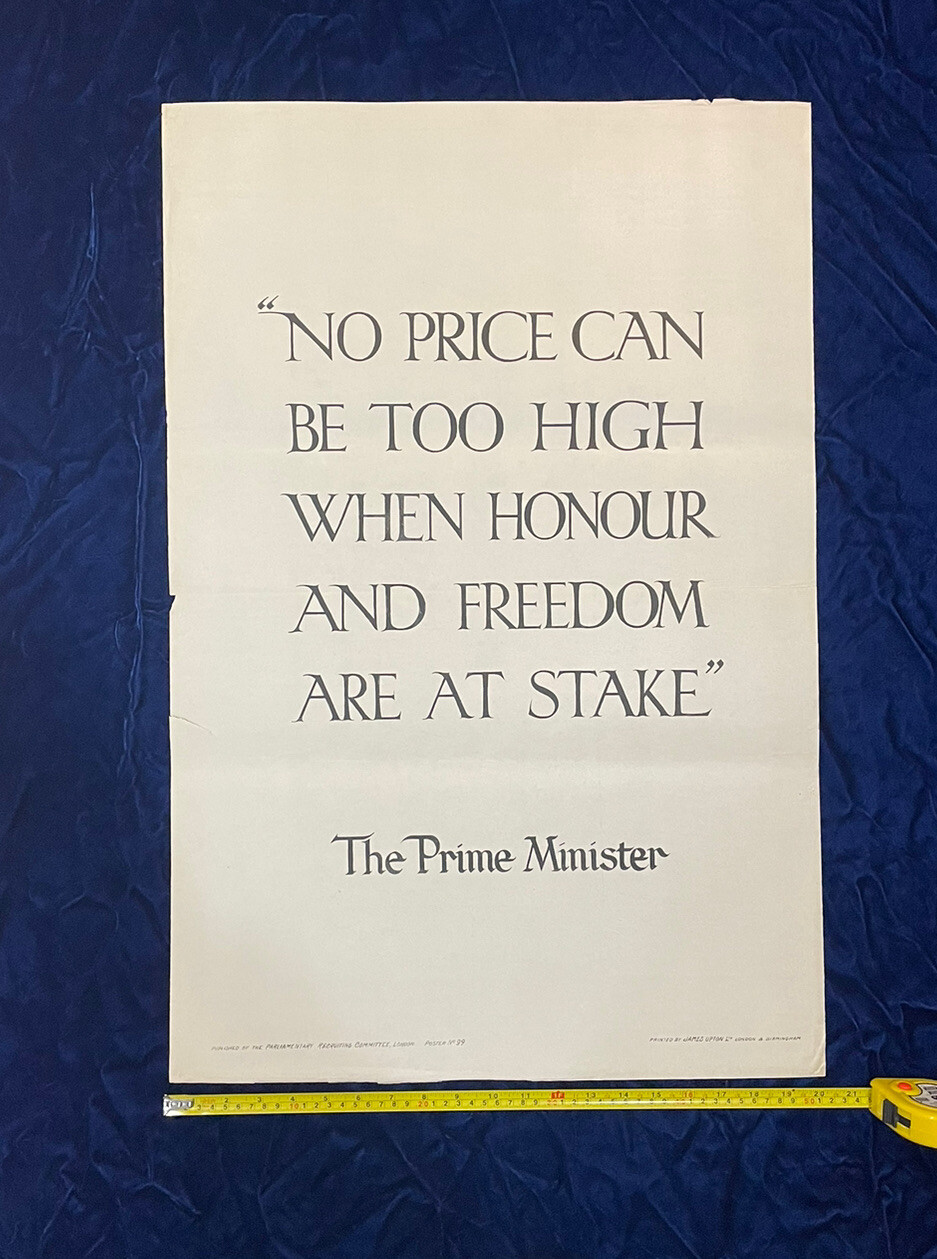 “NO PRICE CAN
BE TOO HIGH
WHEN HONOUR
AND FREEDOM
ARE AT STAKE”
The Prime Minister
PUBLISHED BY THE PARLIAMENTARY RECRUITING COMMITTEE, LONDON POSTER Nº 89
PRINTED BY JAMES UPTON Lᵀᴰ LONDON & BIRMINGHAM